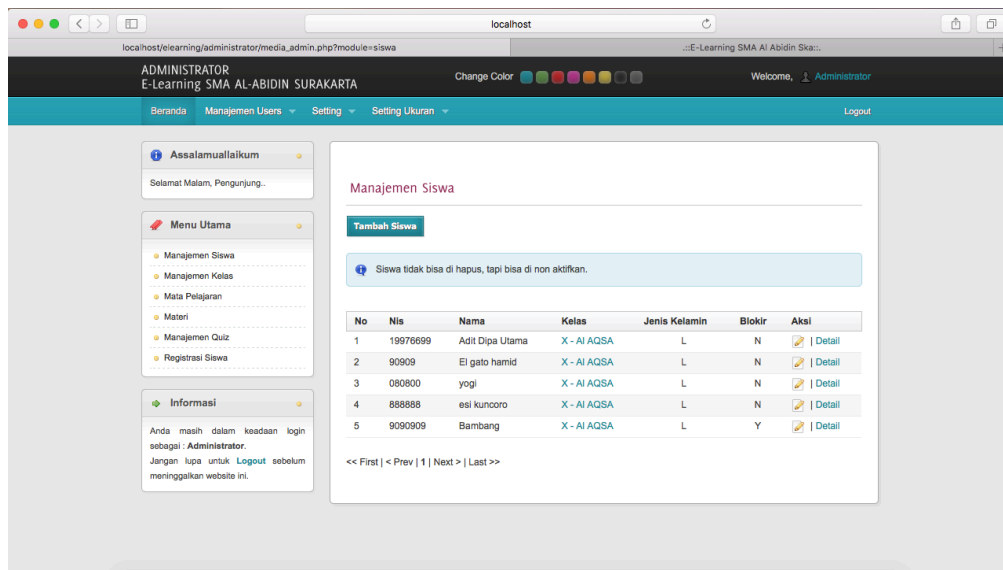 localhost
localhost/elearning/administrator/media_admin.php?module=siswa
.::E-Learning SMA Al Abidin Ska::.
ADMINISTRATOR
E-Learning SMA AL-ABIDIN SURAKARTA
Change Color
Welcome, Administrator
Beranda Manajemen Users Setting Setting Ukuran Logout
Assalamuallaikum
Selamat Malam, Pengunjung..
Menu Utama
Manajemen Siswa
Manajemen Kelas
Mata Pelajaran
Materi
Manajemen Quiz
Registrasi Siswa
Informasi
Anda masih dalam keadaan login
sebagai : Administrator.
Jangan lupa untuk Logout sebelum
meninggalkan website ini.
Manajemen Siswa
Tambah Siswa
Siswa tidak bisa di hapus, tapi bisa di non aktifkan.
No Nis Nama Kelas Jenis Kelamin Blokir Aksi
1 19976699 Adit Dipa Utama X - Al AQSA L N | Detail
2 90909 El gato hamid X - Al AQSA L N | Detail
3 080800 yogi X - Al AQSA L N | Detail
4 888888 esi kuncoro X - Al AQSA L N | Detail
5 9090909 Bambang X - Al AQSA L Y | Detail
<< First | < Prev | 1 | Next > | Last >>